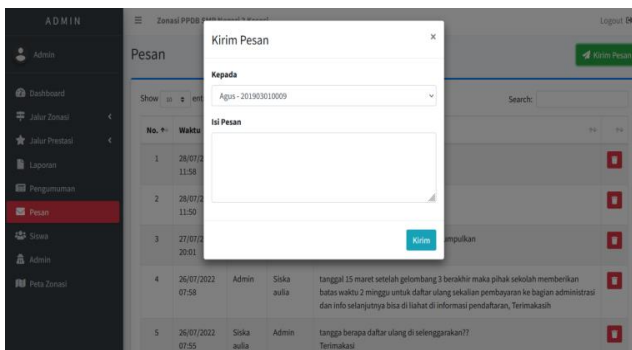 ADMIN
Zonasi PPDB SMP
Logout
Admin
Pesan
Kirim Pesan
Kirim Pesan
×
Kepada
Dashboard
Jalur Zonasi
Jalur Prestasi
Laporan
Pengumuman
Pesan
Siswa
Admin
Peta Zonasi
Show 10
Agus - 201903010009
Search:
Isi Pesan
No. Waktu
1 28/07/2
11:58
2 28/07/2
11:50
Kirim
3 27/07/2 umpulkan
20:01
4 26/07/2022 Admin Siska tanggal 15 maret setelah gelombang 3 berakhir maka pihak sekolah memberikan
07:58 aulia batas waktu 2 minggu untuk daftar ulang sekalian pembayaran ke bagian administrasi
dan info selanjutnya bisa di liahat di informasi pendaftaran, Terimakasih
5 26/07/2022 Siska Admin tangga berapa daftar ulang di selenggarakan??
07:55 aulia Terimakasi